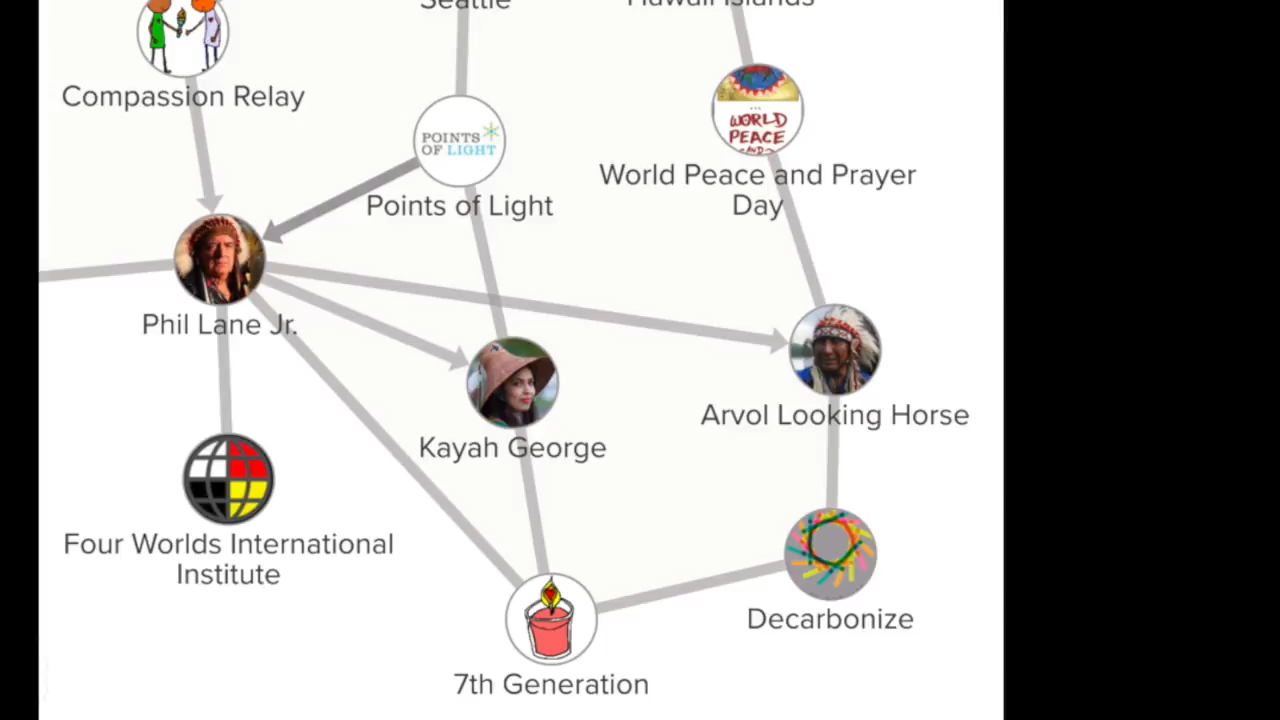 Seattle
Hawaii Islands
Compassion Relay
POINTS
OF LIGHT
WORLD
PEACE
-AND-
Points of Light
World Peace and Prayer
Day
Phil Lane Jr.
Kayah George
Arvol Looking Horse
Four Worlds International
Institute
Decarbonize
7th Generation